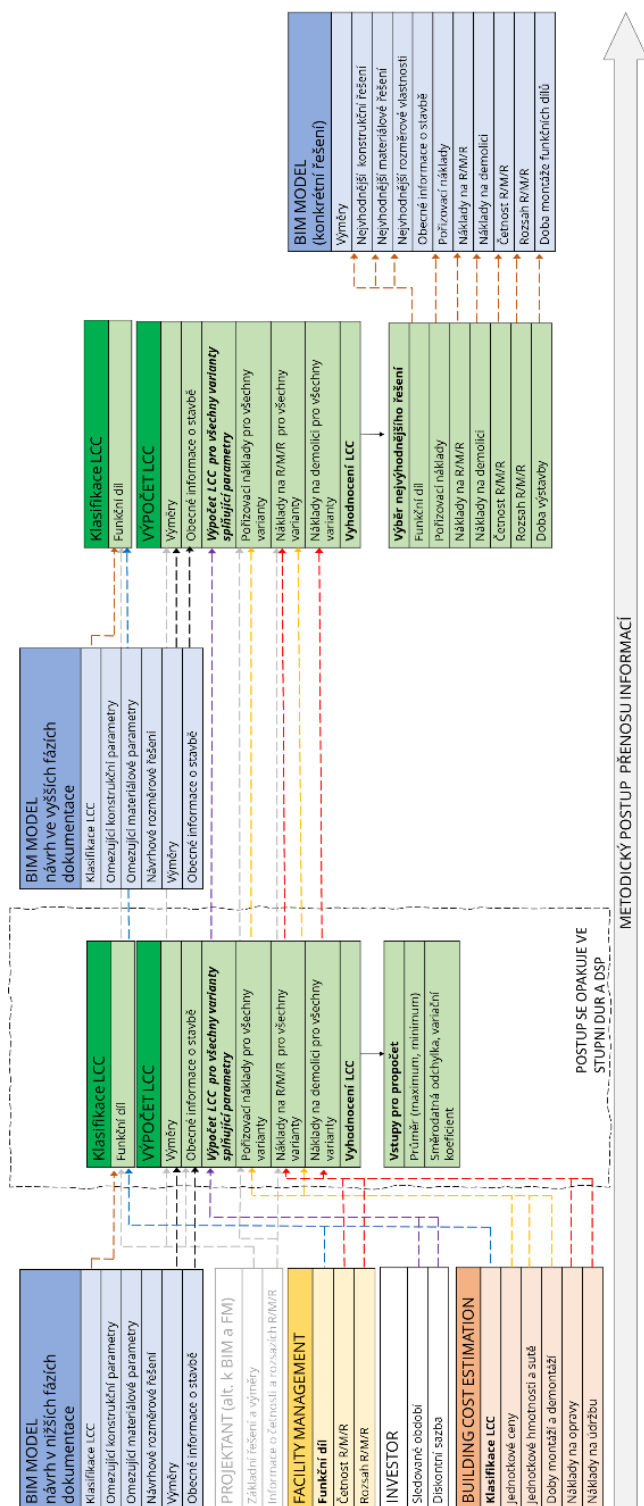 BIM MODEL
návrh v nižších fázích
dokumentace
Klasifikace LCC
Omezující konstrukční parametry
Omezující materiálové parametry
Návrhové rozměrové řešení
Výměry
Obecné informace o stavbě
PROJEKTANT (alt. k BIM a FM)
Základní řešení a výměry
Informace o četnosti a rozsazích R/M/R
FACILITY MANAGEMENT
Funkční díl
Četnost R/M/R
Rozsah R/M/R
INVESTOR
Sledované období
Diskontní sazba
BUILDING COST ESTIMATION
Klasifikace LCC
Jednotkové ceny
Jednotkové hmotnosti a sutě
Doby montáží a demontáží
Náklady na opravy
Náklady na údržbu
Klasifikace LCC
Funkční díl
VÝPOČET LCC
Výměry
Obecné informace o stavbě
Výpočet LCC pro všechny varianty
splňující parametry
Pořizovací náklady pro všechny
varianty
Náklady na R/M/R pro všechny
varianty
Náklady na demolici pro všechny
varianty
Vyhodnocení LCC
Vstupy pro propočet
Průměr (maximum, minimum)
Směrodatná odchylka, variační
koeficient
POSTUP SE OPAKUJE VE
STUPNI DUR A DSP
BIM MODEL
návrh ve vyšších fázích
dokumentace
Klasifikace LCC
Omezující konstrukční parametry
Omezující materiálové parametry
Návrhové rozměrové řešení
Výměry
Obecné informace o stavbě
Klasifikace LCC
Funkční díl
VÝPOČET LCC
Výměry
Obecné informace o stavbě
Výpočet LCC pro všechny varianty
splňující parametry
Pořizovací náklady pro všechny
varianty
Náklady na R/M/R pro všechny
varianty
Náklady na demolici pro všechny
varianty
Vyhodnocení LCC
Výběr nejvýhodnějšího řešení
Funkční díl
Pořizovací náklady
Náklady na R/M/R
Náklady na demolici
Četnost R/M/R
Rozsah R/M/R
Doba výstavby
BIM MODEL
(konkrétní řešení)
Výměry
Nejvhodnější konstrukční řešení
Nejvhodnější materiálové řešení
Nejvhodnější rozměrové vlastnosti
Obecné informace o stavbě
Pořizovací náklady
Náklady na R/M/R
Náklady na demolici
Četnost R/M/R
Rozsah R/M/R
Doba montáže funkčních dílů
METODICKÝ POSTUP PŘENOSU INFORMACÍ